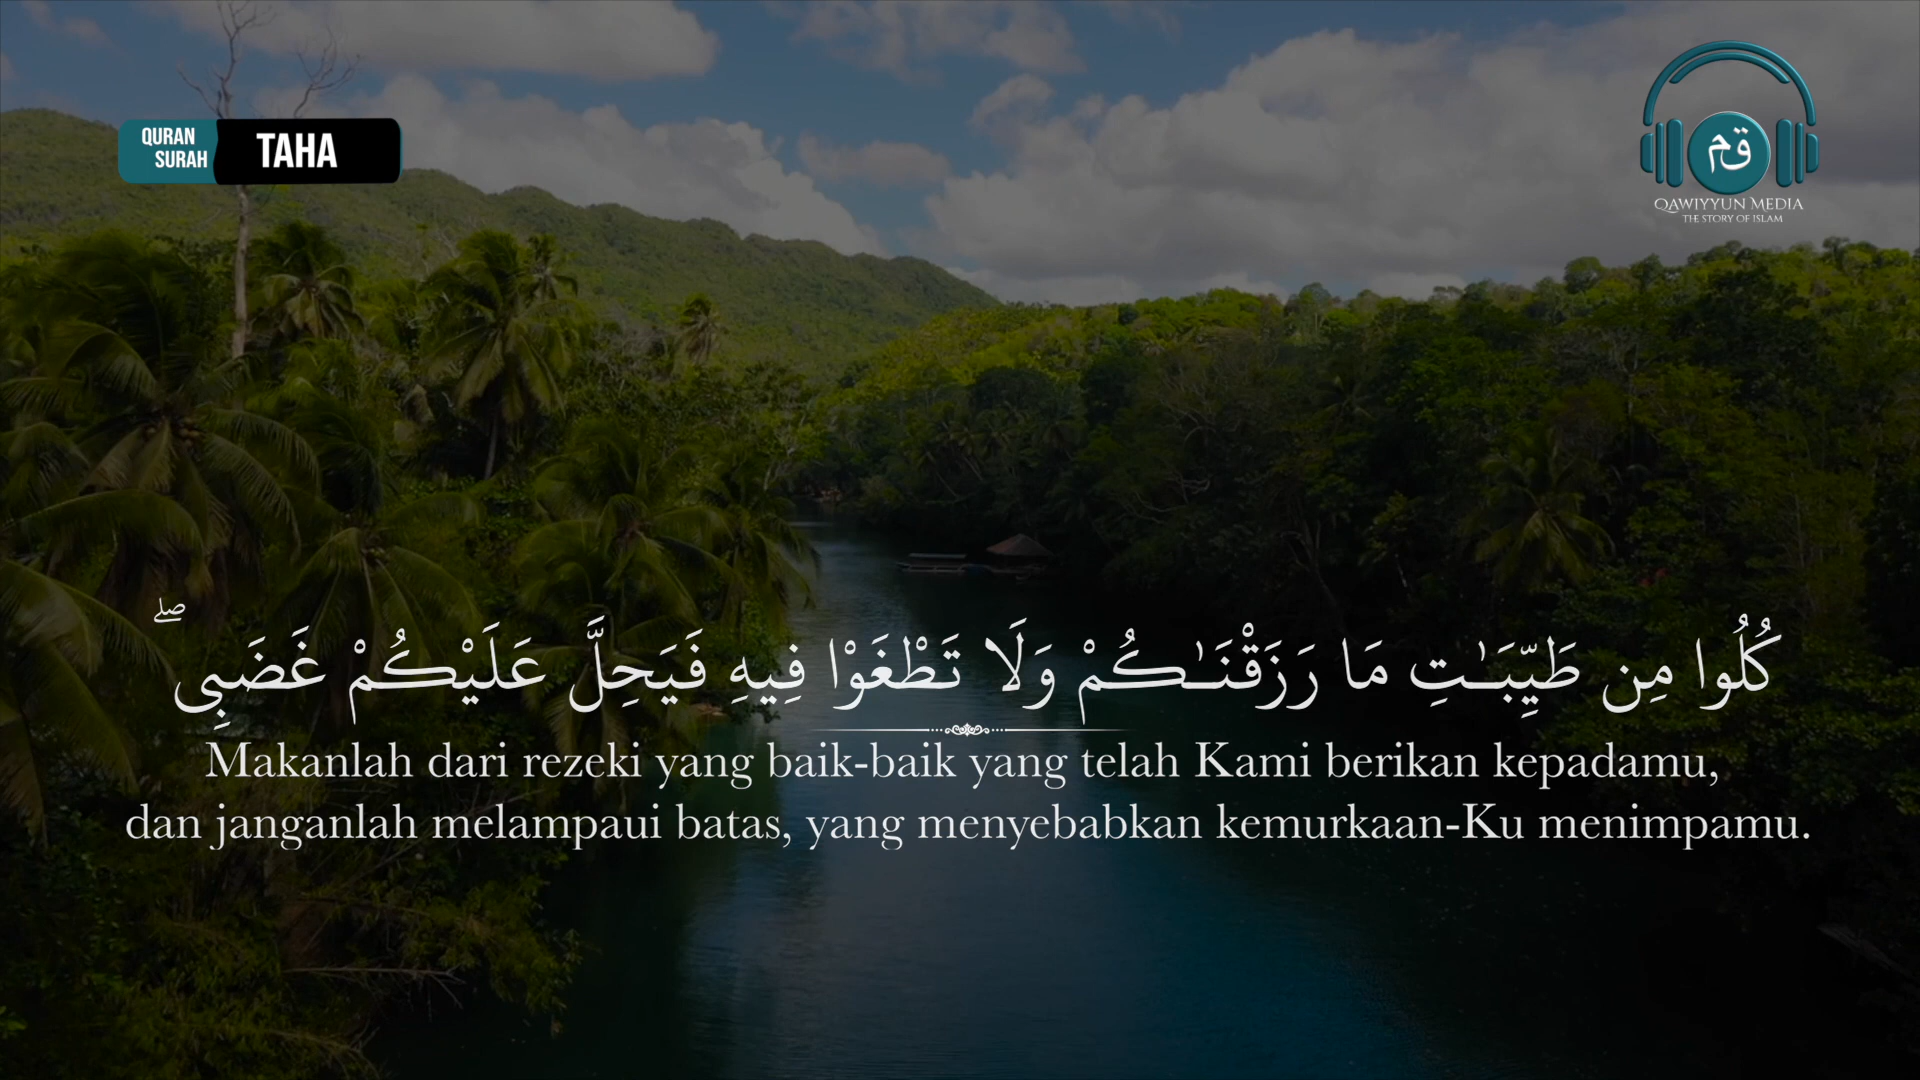 QURAN
SURAH
TAHA
قم
QAWIYYUN MEDIA
THE STORY OF ISLAM
كُلُوا مِن طَيِّبَـٰتِ مَا رَزَقْنَـٰكُمْ وَلَا تَطْغَوْا فِيهِ فَيَحِلَّ عَلَيْكُمْ غَضَبِى ۖ
Makanlah dari rezeki yang baik-baik yang telah Kami berikan kepadamu,
dan janganlah melampaui batas, yang menyebabkan kemurkaan-Ku menimpamu.